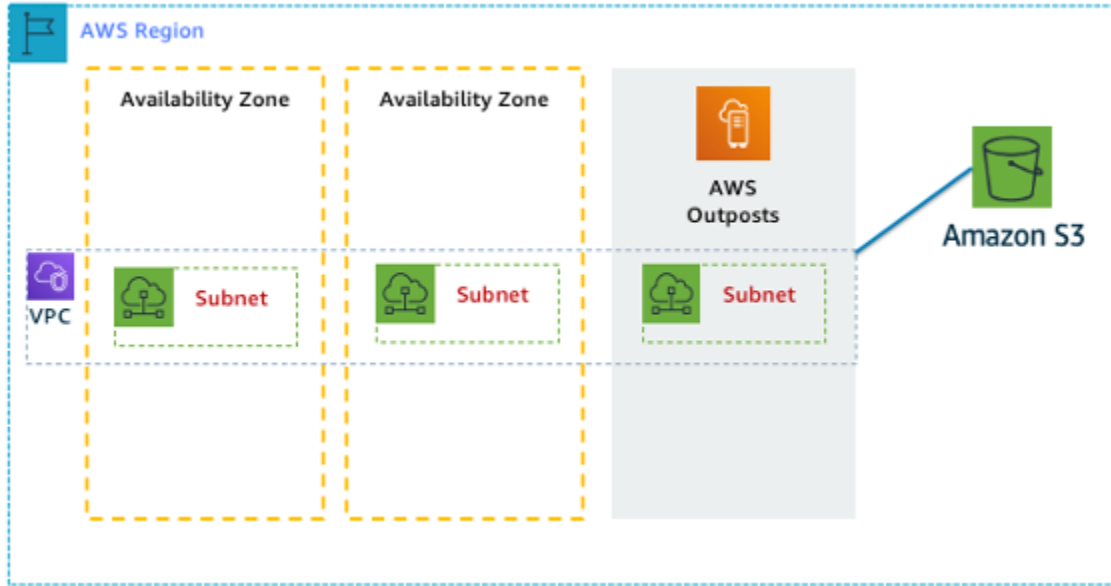 AWS Region
Availability Zone
Availability Zone
AWS
Outposts
Amazon S3
VPC
Subnet
Subnet
Subnet